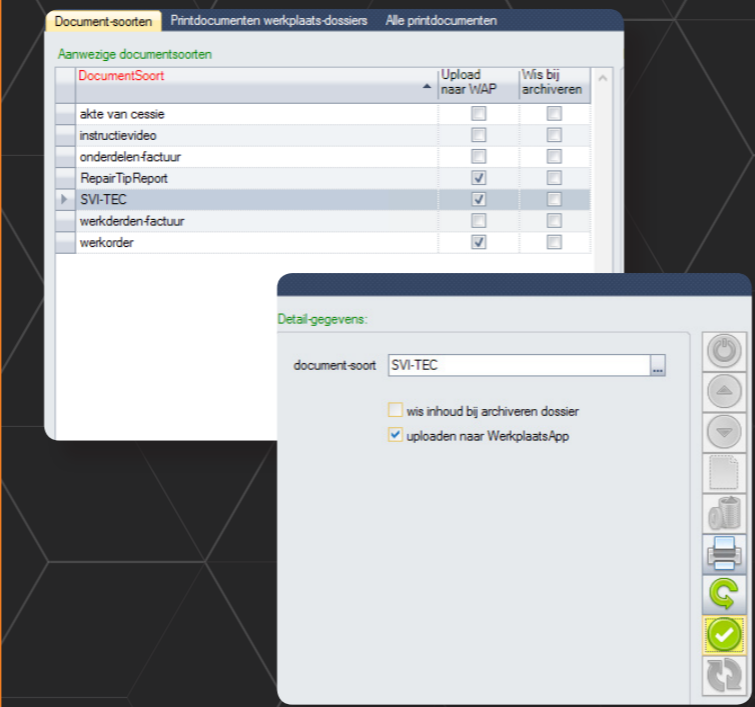 Document-soorten Printdocumenten werkplaats-dossiers Alle printdocumenten
Aanwezige documentsoorten
DocumentSoort Upload naar WAP Wis bij archiveren
akte van cessie
instructievideo
onderdelen-factuur
RepairTipReport
SVI-TEC
werkderden-factuur
werkorder
Detail-gegevens:
document-soort SVI-TEC ...
wis inhoud bij archiveren dossier
uploaden naar WerkplaatsApp